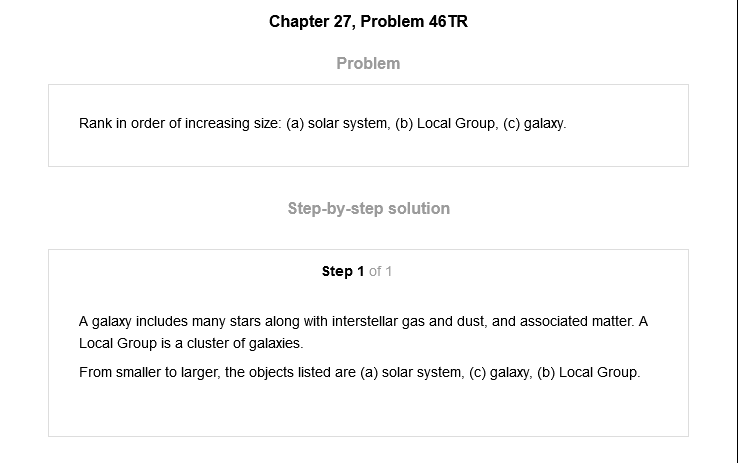 Chapter 27, Problem 46TR
Problem
Rank in order of increasing size: (a) solar system, (b) Local Group, (c) galaxy.
Step-by-step solution
Step 1 of 1
A galaxy includes many stars along with interstellar gas and dust, and associated matter. A
Local Group is a cluster of galaxies.
From smaller to larger, the objects listed are (a) solar system, (c) galaxy, (b) Local Group.